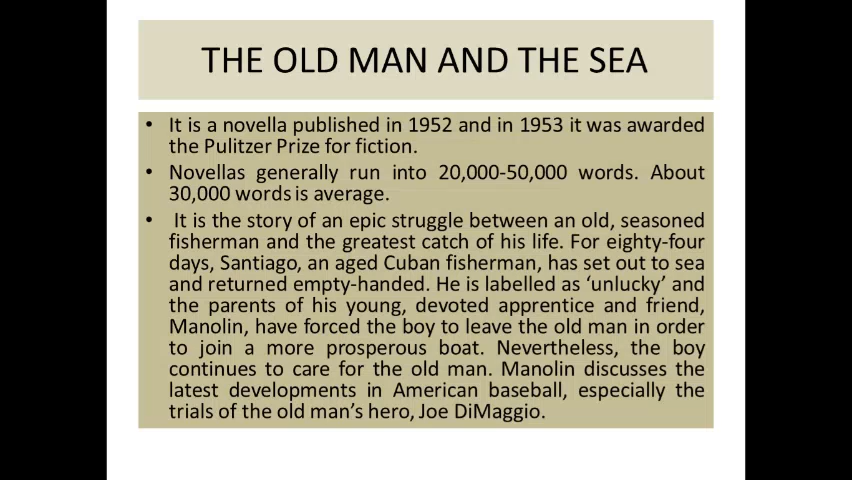 THE OLD MAN AND THE SEA
• It is a novella published in 1952 and in 1953 it was awarded
the Pulitzer Prize for fiction.
• Novellas generally run into 20,000-50,000 words. About
30,000 words is average.
• It is the story of an epic struggle between an old, seasoned
fisherman and the greatest catch of his life. For eighty-four
days, Santiago, an aged Cuban fisherman, has set out to sea
and returned empty-handed. He is labelled as ‘unlucky’ and
the parents of his young, devoted apprentice and friend,
Manolin, have forced the boy to leave the old man in order
to join a more prosperous boat. Nevertheless, the boy
continues to care for the old man. Manolin discusses the
latest developments in American baseball, especially the
trials of the old man’s hero, Joe DiMaggio.